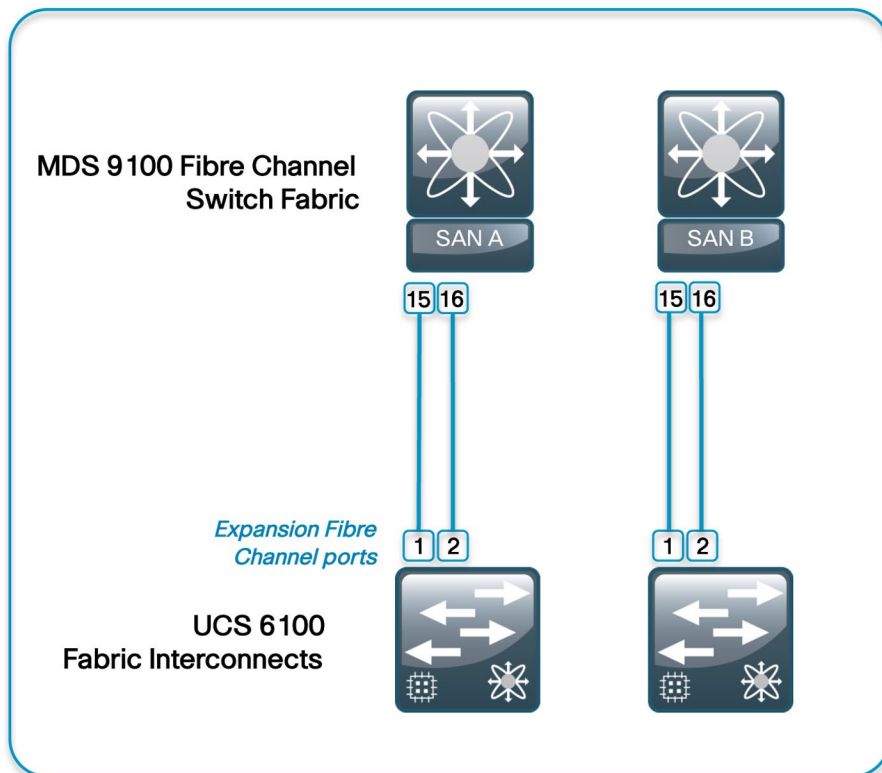 MDS 9100 Fibre Channel
Switch Fabric
SAN A
SAN B
15 16
15 16
Expansion Fibre
Channel ports
1 2
1 2
UCS 6100
Fabric Interconnects